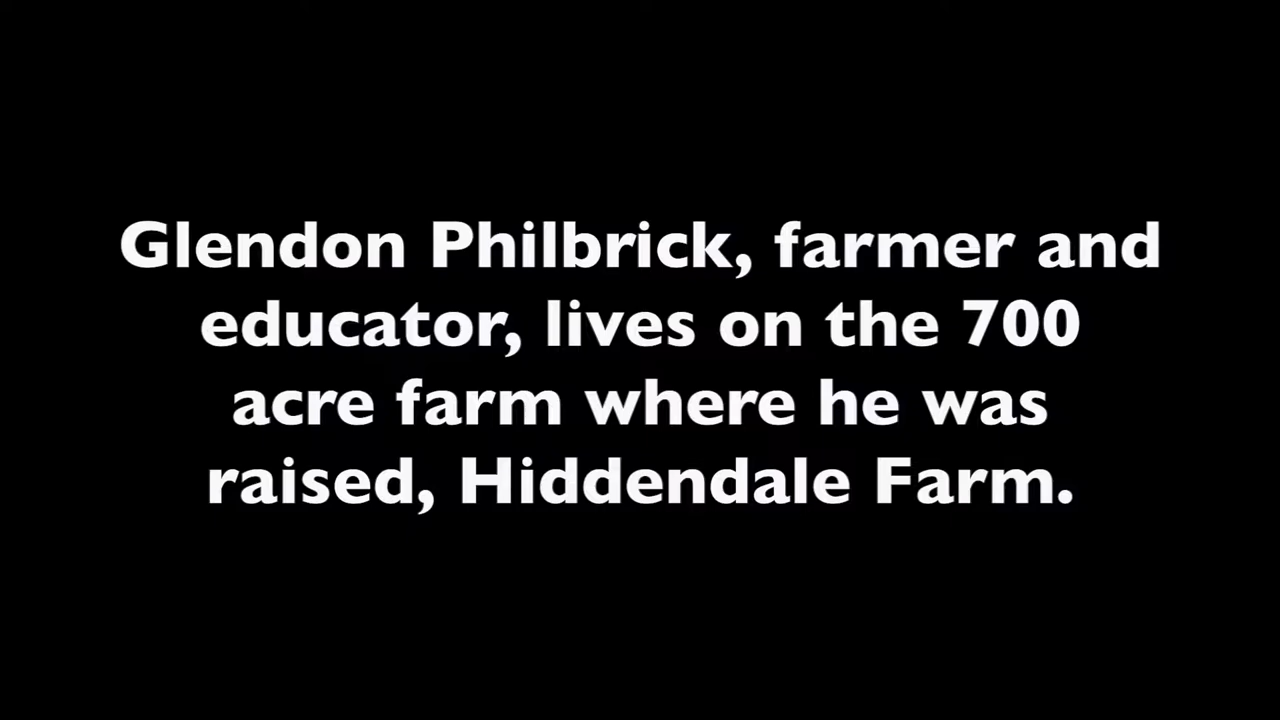 Glendon Philbrick, farmer and
educator, lives on the 700
acre farm where he was
raised, Hiddendale Farm.